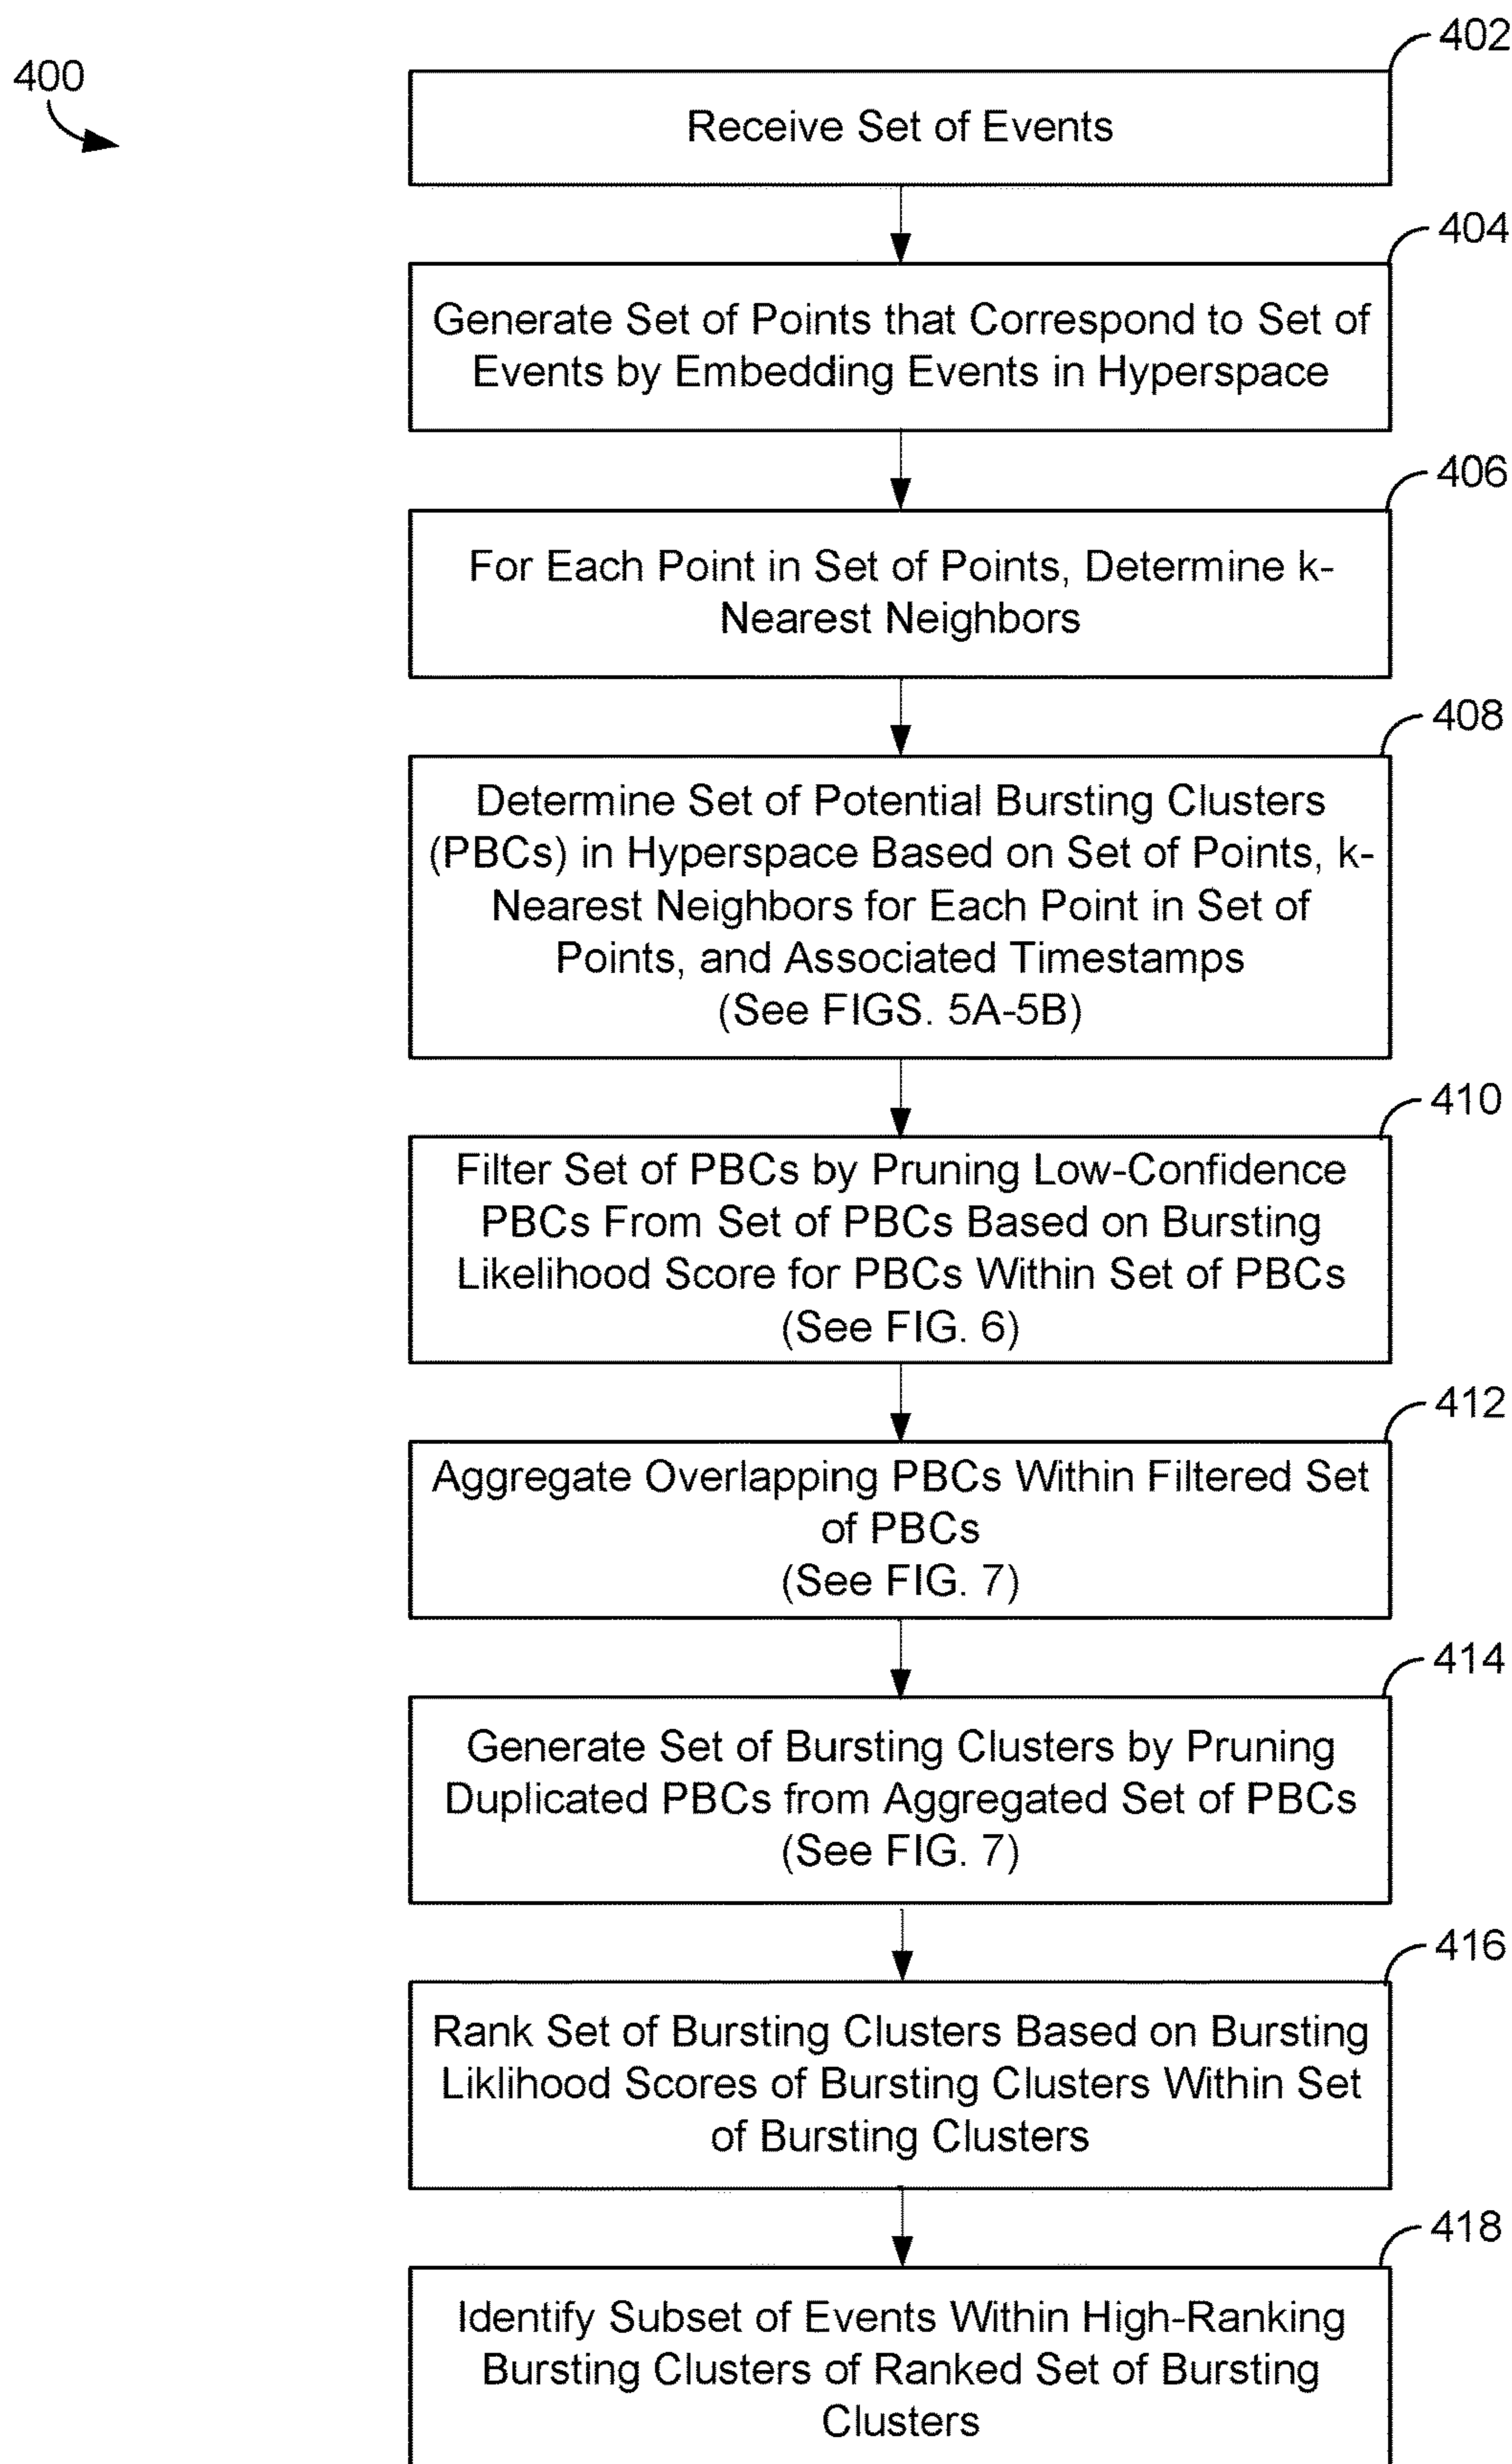 402
400
Receive Set of Events
404
Generate Set of Points that Correspond to Set of
Events by Embedding Events in Hyperspace
406
For Each Point in Set of Points, Determine k-
Nearest Neighbors
408
Determine Set of Potential Bursting Clusters
(PBCs) in Hyperspace Based on Set of Points, k-
Nearest Neighbors for Each Point in Set of
Points, and Associated Timestamps
(See FIGS. 5A-5B)
410
Filter Set of PBCs by Pruning Low-Confidence
PBCs From Set of PBCs Based on Bursting
Likelihood Score for PBCs Within Set of PBCs
(See FIG. 6)
412
Aggregate Overlapping PBCs Within Filtered Set
of PBCs
(See FIG. 7)
414
Generate Set of Bursting Clusters by Pruning
Duplicated PBCs from Aggregated Set of PBCs
(See FIG. 7)
416
Rank Set of Bursting Clusters Based on Bursting
Liklihood Scores of Bursting Clusters Within Set
of Bursting Clusters
418
Identify Subset of Events Within High-Ranking
Bursting Clusters of Ranked Set of Bursting
Clusters